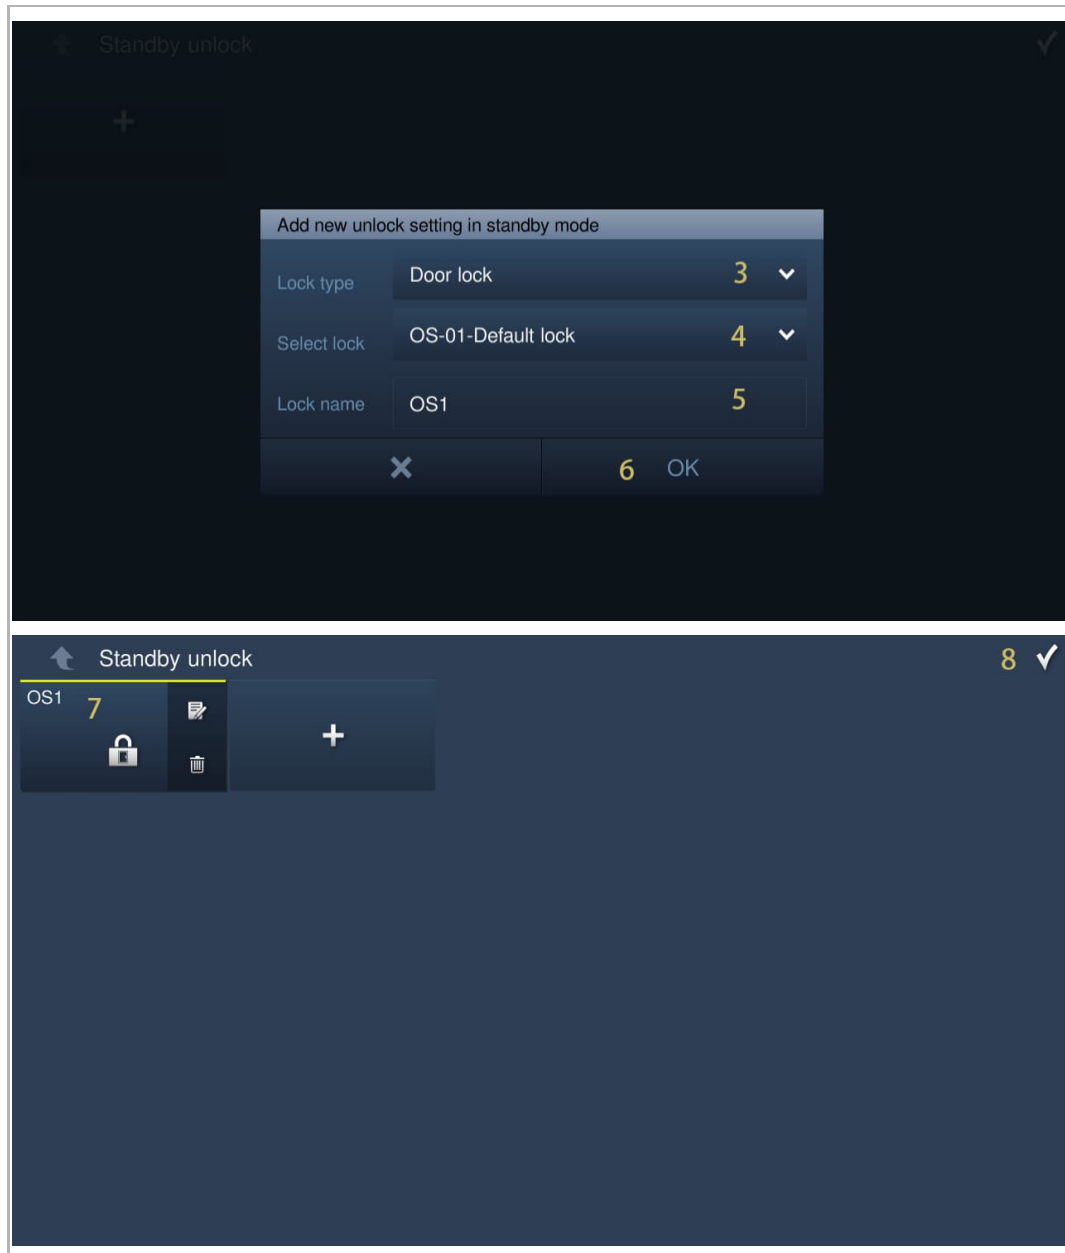 Standby unlock
+
Add new unlock setting in standby mode
Lock type Door lock 3
Select lock OS-01-Default lock 4
Lock name OS1 5
6 OK
Standby unlock 8
OS1 7
+